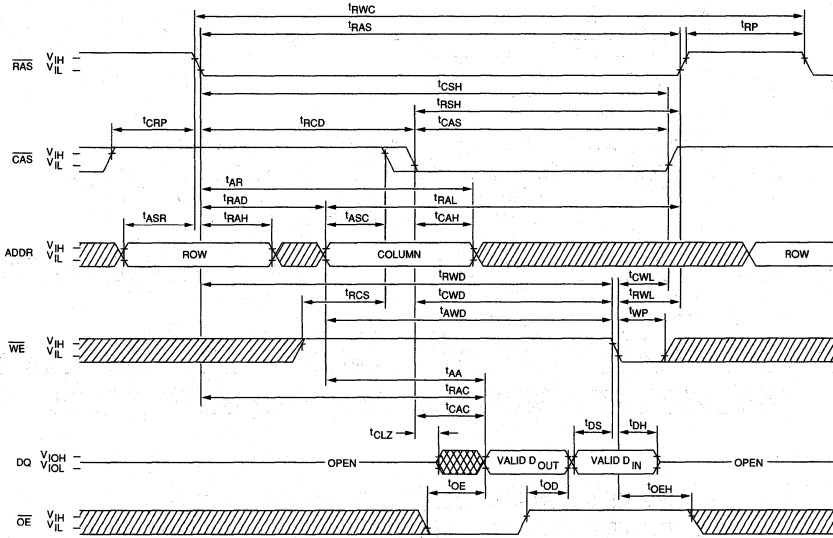 tRWC
tRAS
tRP
RAS VIH
VIL
tCSH
tRSH
tCRP
tRCD
tCAS
CAS VIH
VIL
tAR
tRAD
tRAL
tASR
tRAH
tASC
tCAH
ADDR VIH
VIL
ROW
COLUMN
ROW
tRWD
tCWL
tRCS
tCWD
tRWL
tAWD
tWP
WE VIH
VIL
tAA
tRAC
tCAC
tCLZ
tDS
tDH
DQ VIOH
VIOL
OPEN
VALID DOUT
VALID DIN
OPEN
tOE
tOD
tOEH
OE VIH
VIL